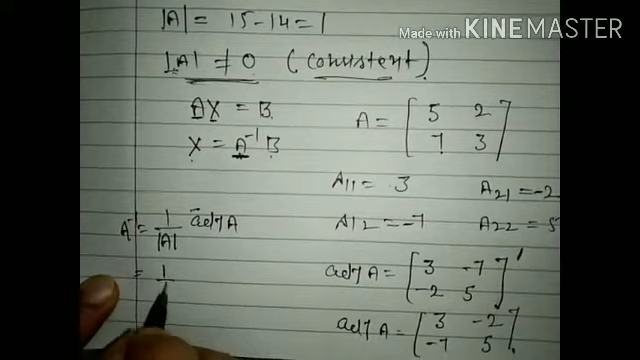 Made with KINEMASTER
|A| = 15 - 14 = 1
|A| ≠ 0 (consistent)
AX = B
X = A⁻¹ B
A = [5 2
7 3]
A11 = 3 A21 = -2
A12 = -7 A22 = 5
A⁻¹ = 1/|A| adj A
= 1
adj A = [3 -7
-2 5]'
adj A = [3 -2
-7 5]